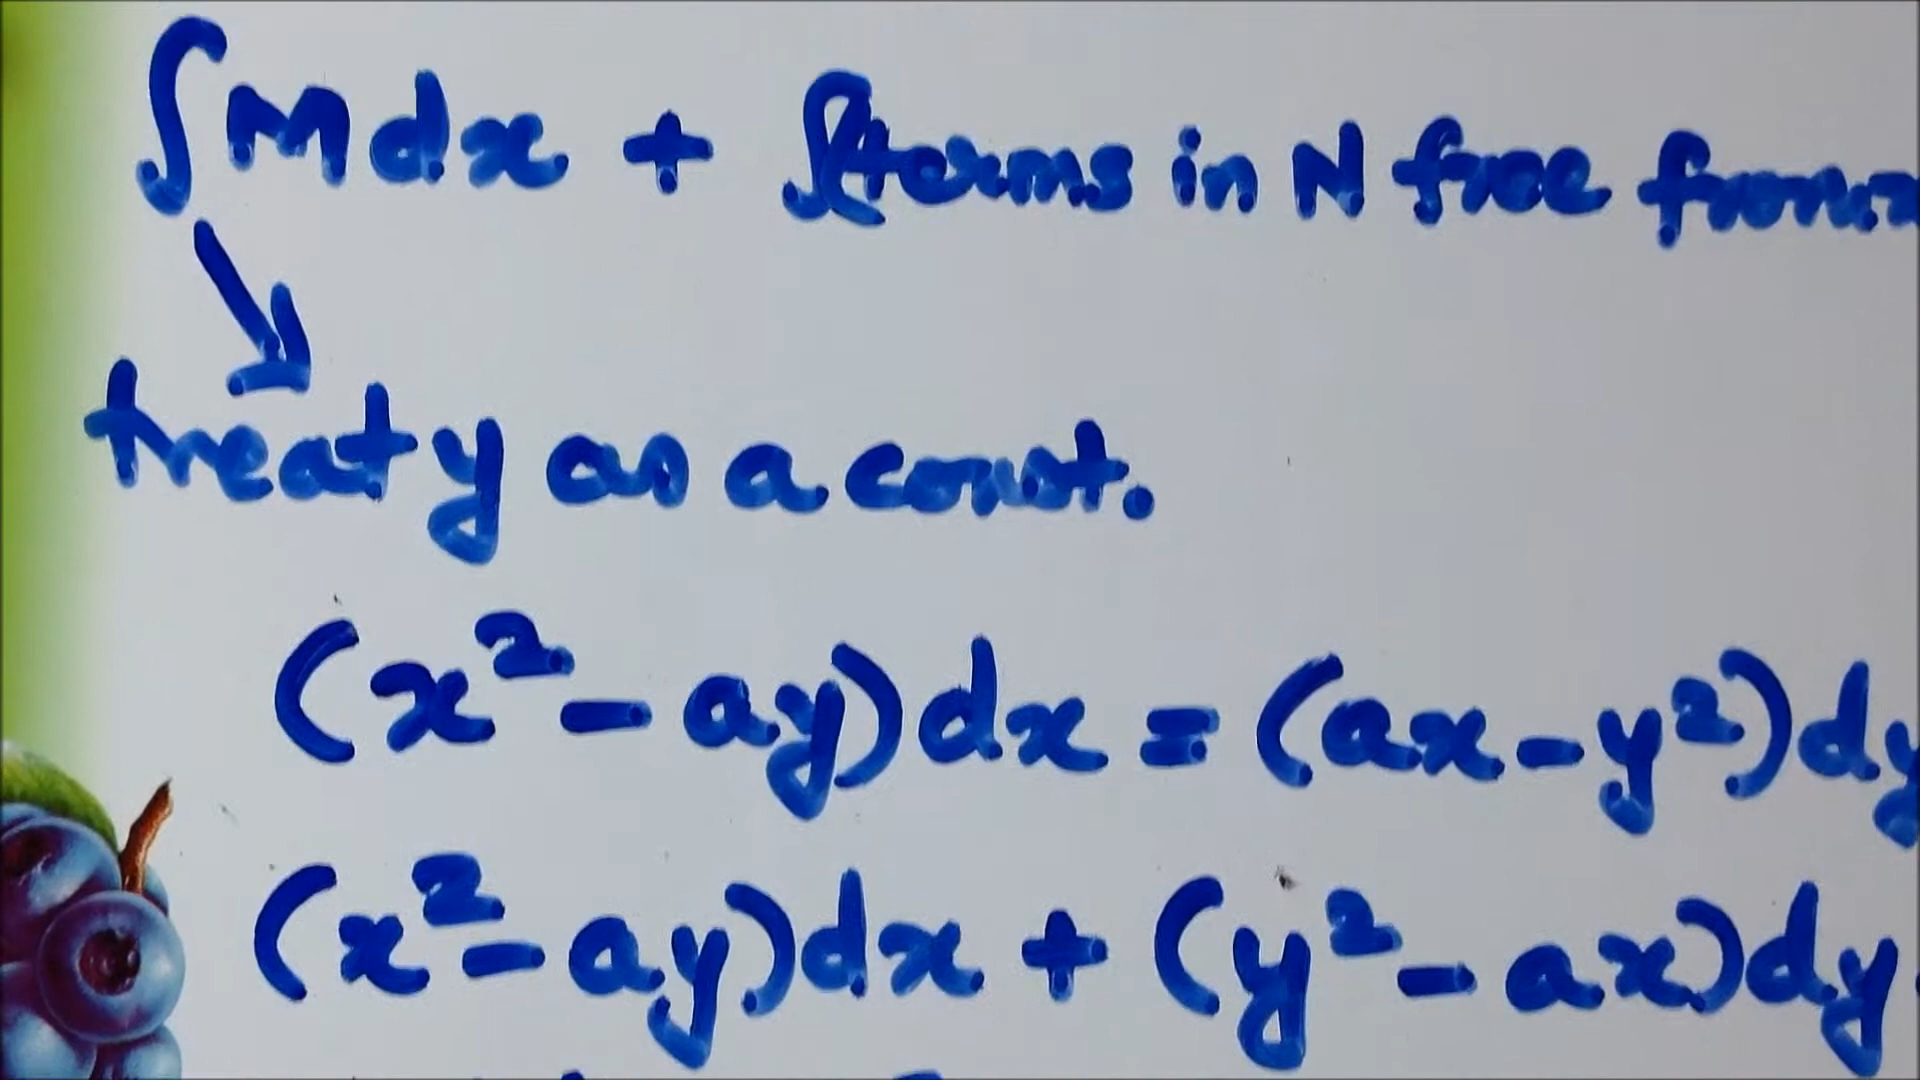 ∫Mdx + ∫(terms in N free from x
treat y as a const.
(x² - ay)dx = (ax - y²)dy
(x² - ay)dx + (y² - ax)dy